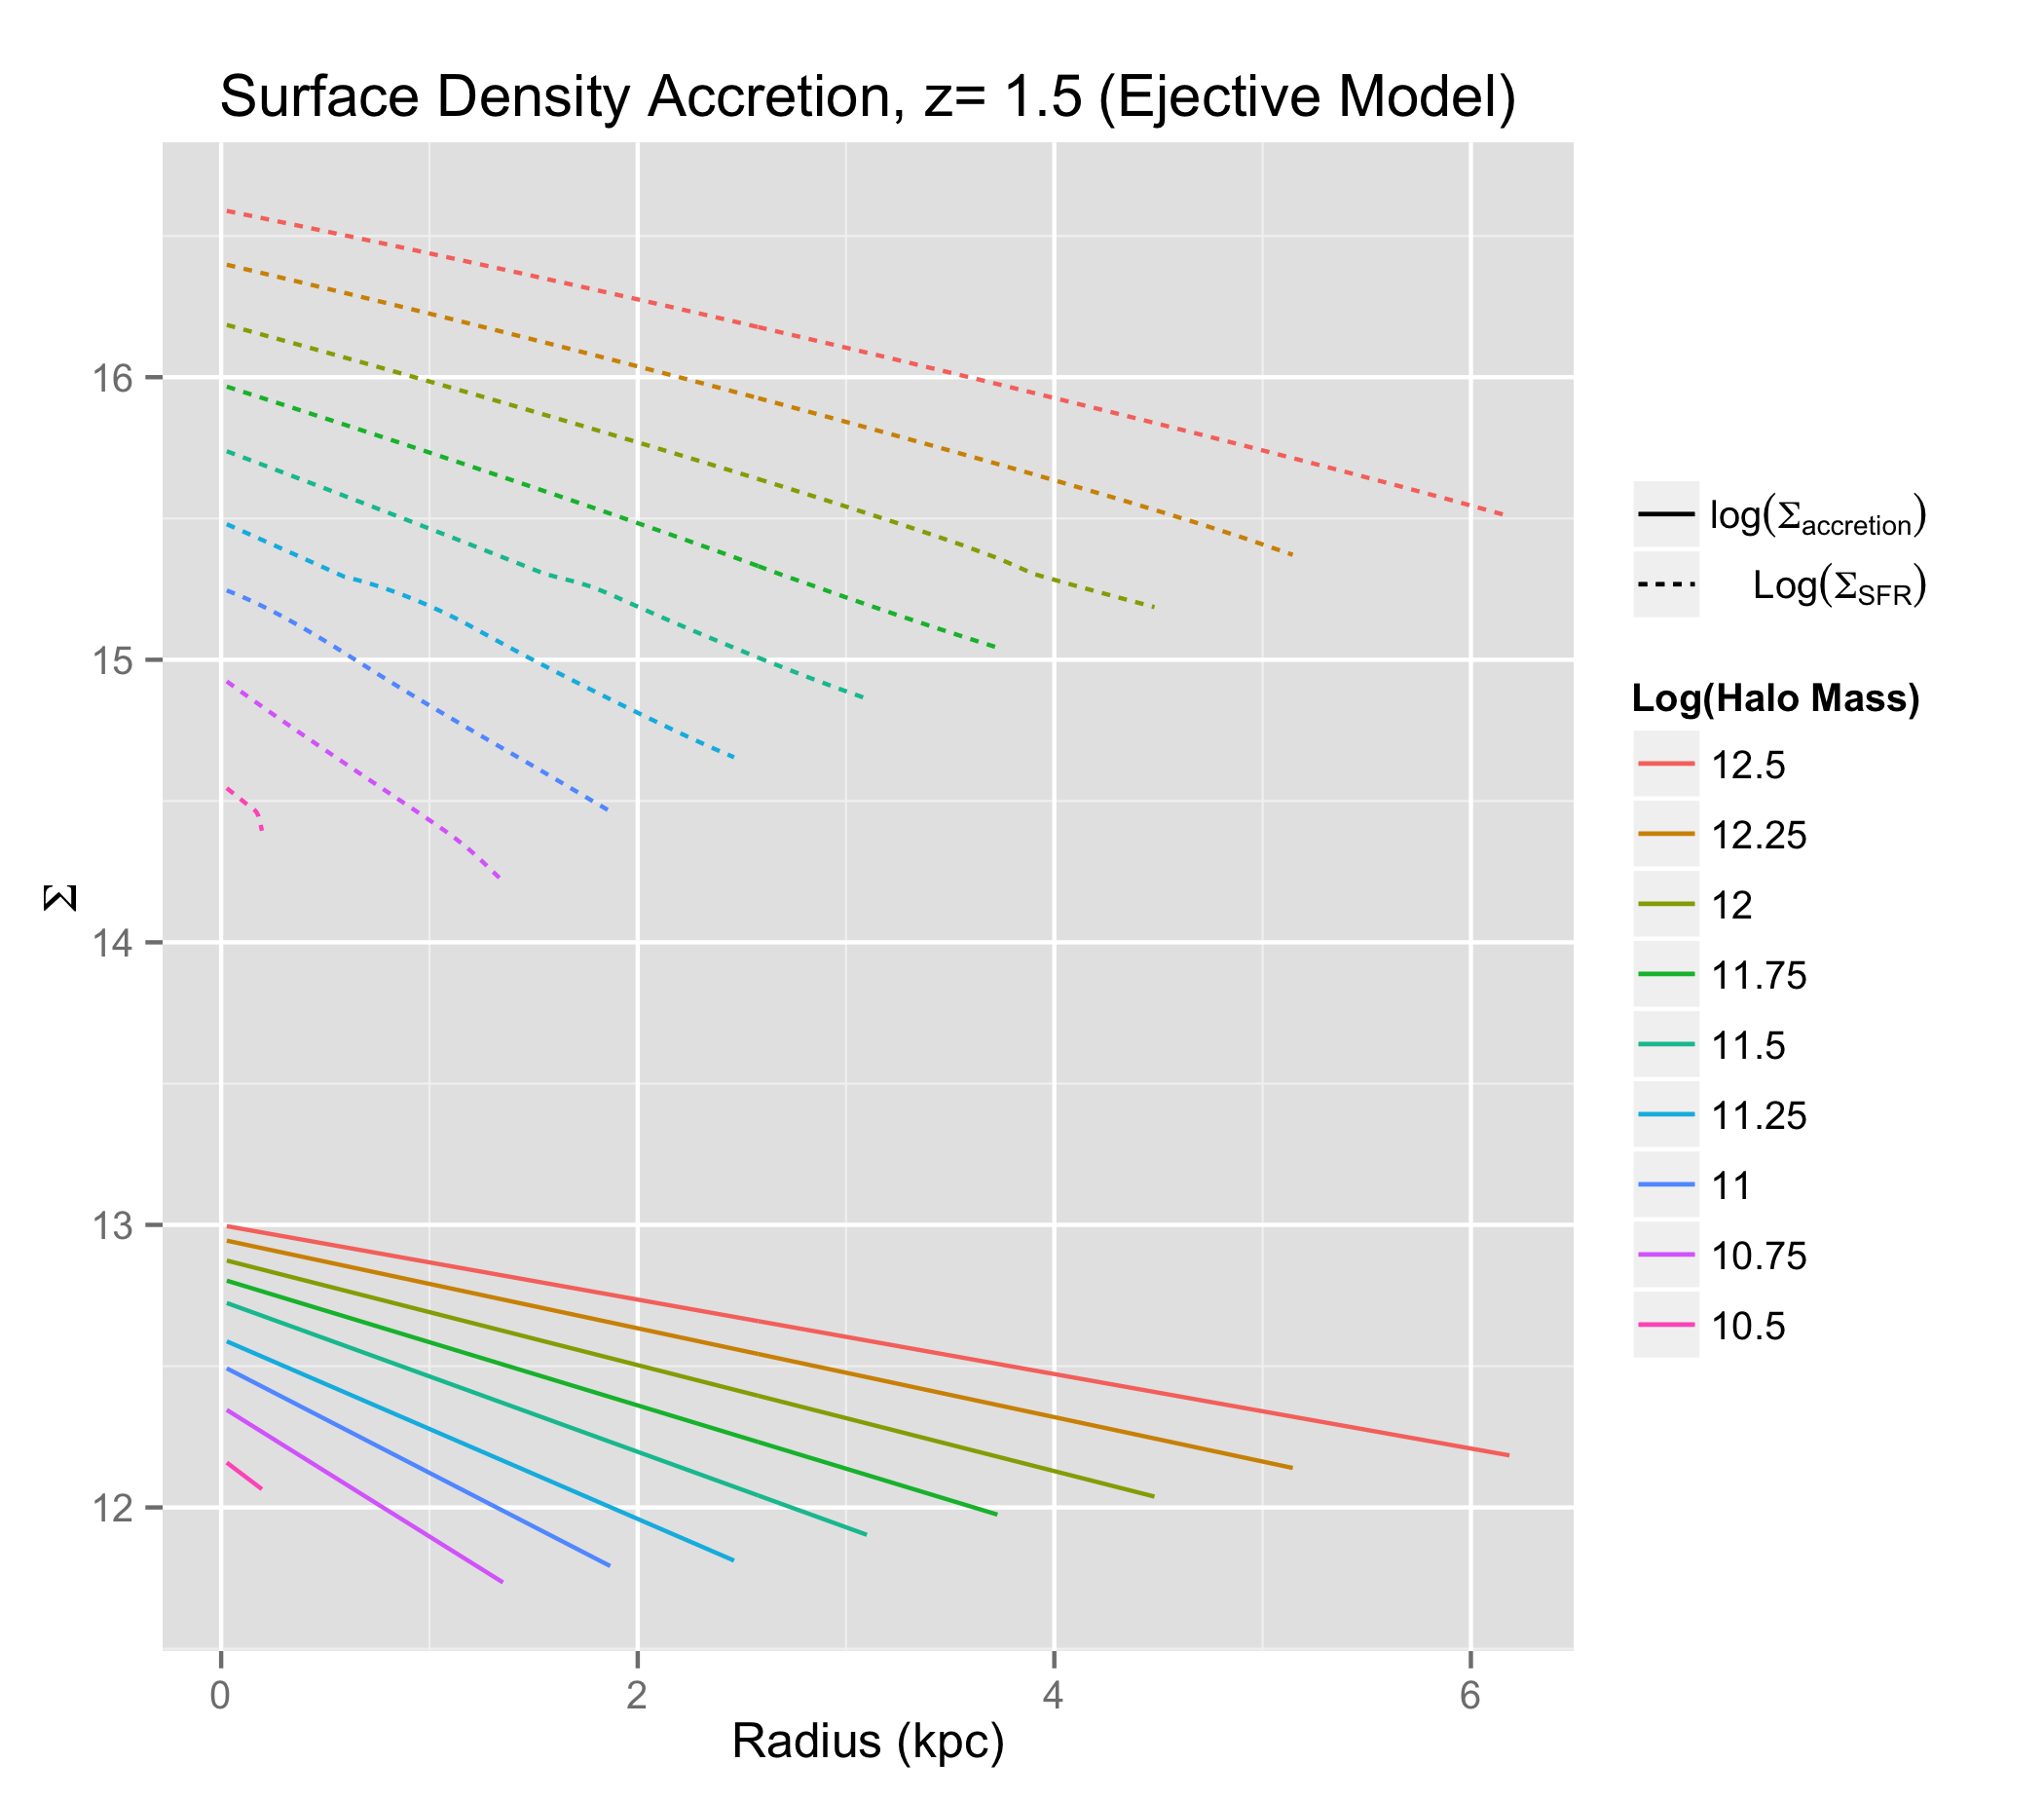 Surface Density Accretion, z= 1.5 (Ejective Model)
16
15
14
13
12
Σ
0 2 4 6
Radius (kpc)
log(Σaccretion)
Log(ΣSFR)
Log(Halo Mass)
12.5
12.25
12
11.75
11.5
11.25
11
10.75
10.5